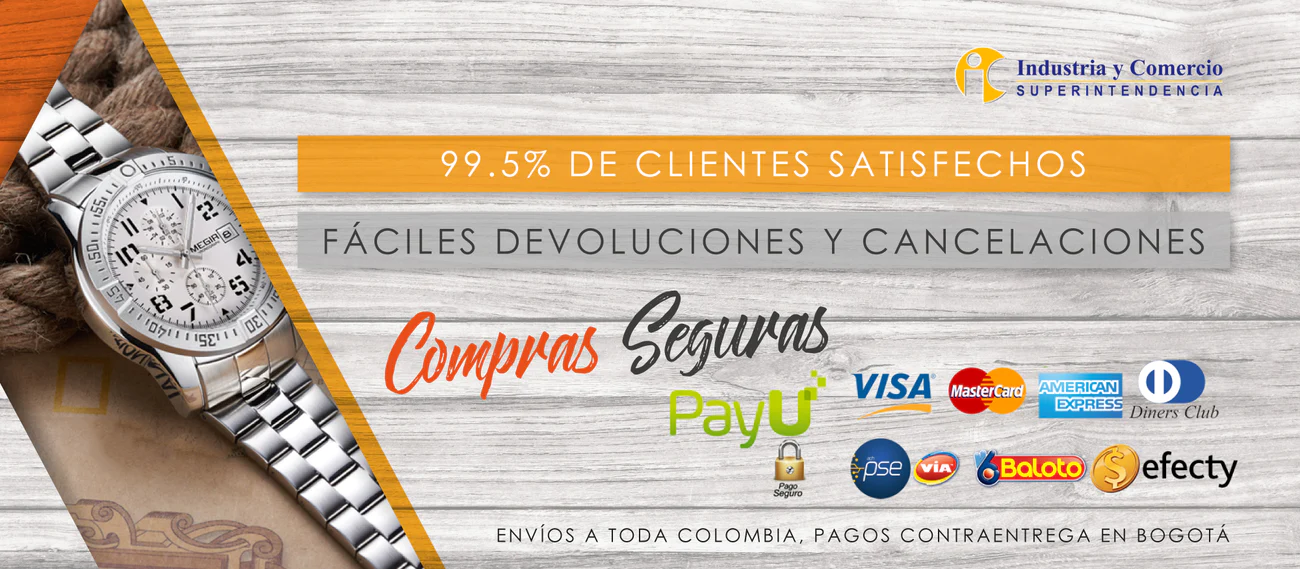 Industria y Comercio
SUPERINTENDENCIA
99.5% DE CLIENTES SATISFECHOS
FÁCILES DEVOLUCIONES Y CANCELACIONES
Compras Seguras
PayU
Pago
Seguro
VISA
MasterCard
AMERICAN
EXPRESS
Diners Club
pse
VIA
Baloto
efecty
ENVÍOS A TODA COLOMBIA, PAGOS CONTRAENTREGA EN BOGOTÁ
MEGIR